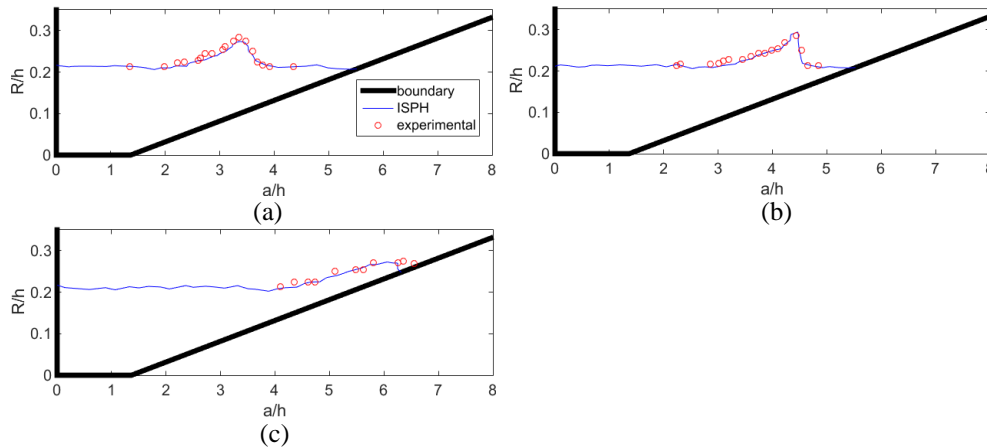 0.3
0.2
0.1
0
R/h
0 1 2 3 4 5 6 7 8
a/h
boundary
ISPH
experimental
(a)
0.3
0.2
0.1
0
R/h
0 1 2 3 4 5 6 7 8
a/h
(b)
0.3
0.2
0.1
0
R/h
0 1 2 3 4 5 6 7 8
a/h
(c)